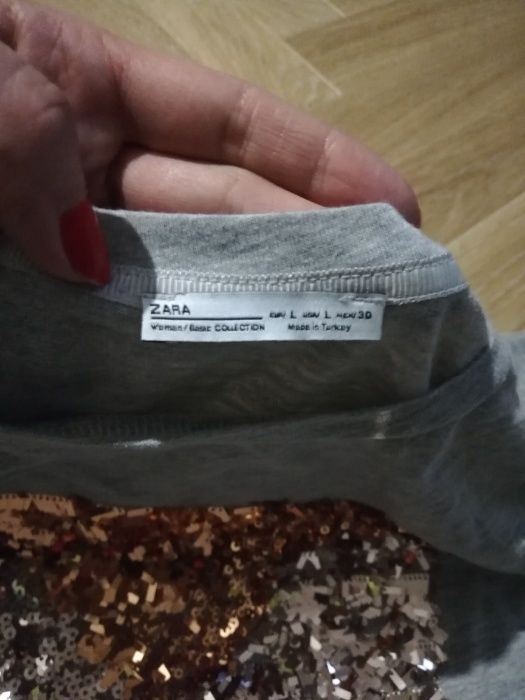 ZARA
EUR/ L USA/ L MEX/30
Woman/Basic COLLECTION
Made in Turkey